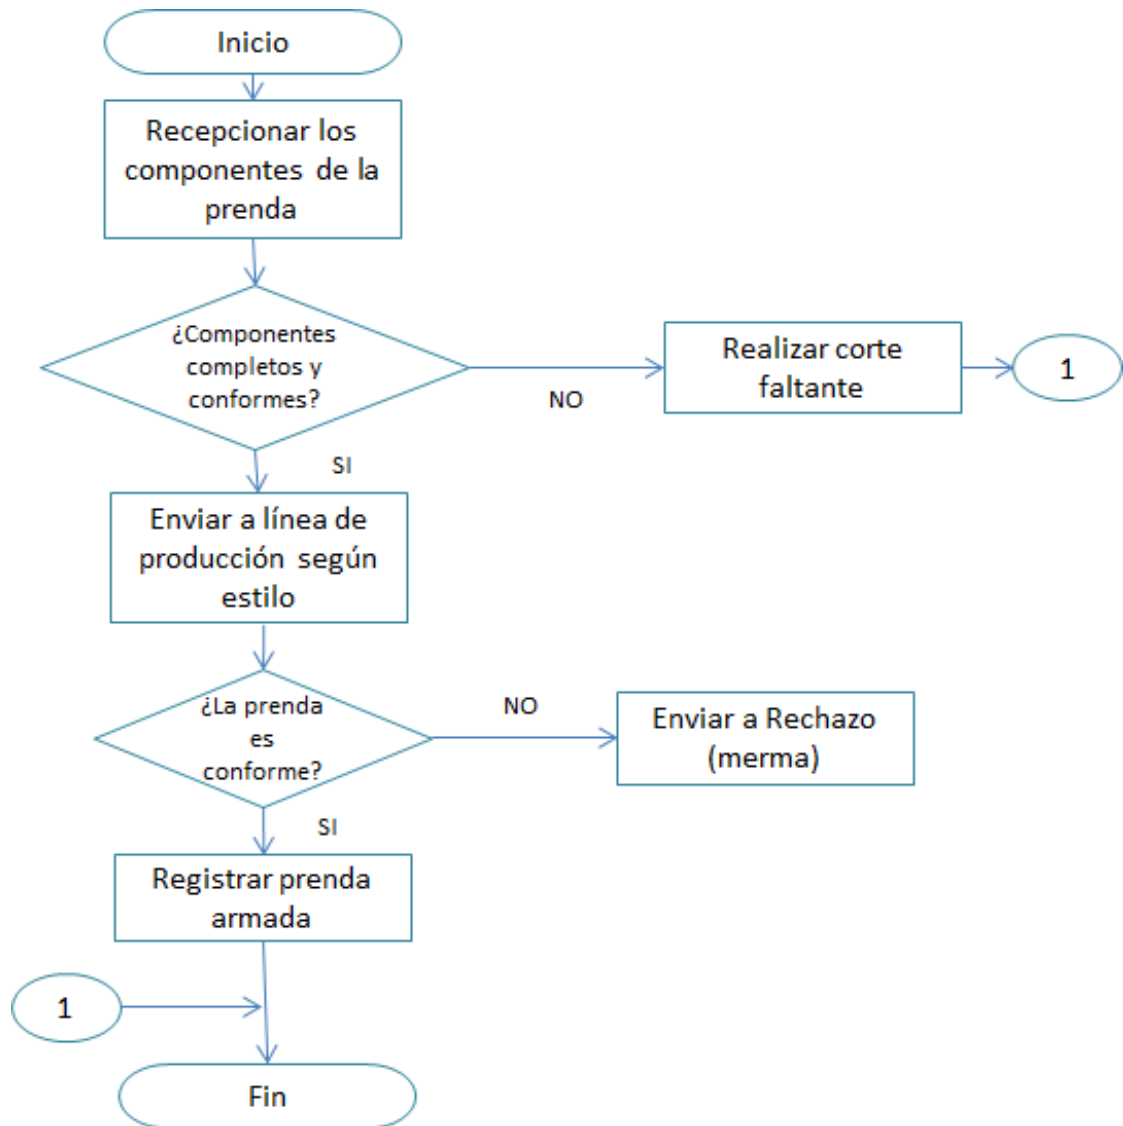 Inicio
Recepcionar los
componentes de la
prenda
¿Componentes
completos y
conformes?
NO
Realizar corte
faltante
1
SI
Enviar a línea de
producción según
estilo
¿La prenda
es
conforme?
NO
Enviar a Rechazo
(merma)
SI
Registrar prenda
armada
1
Fin